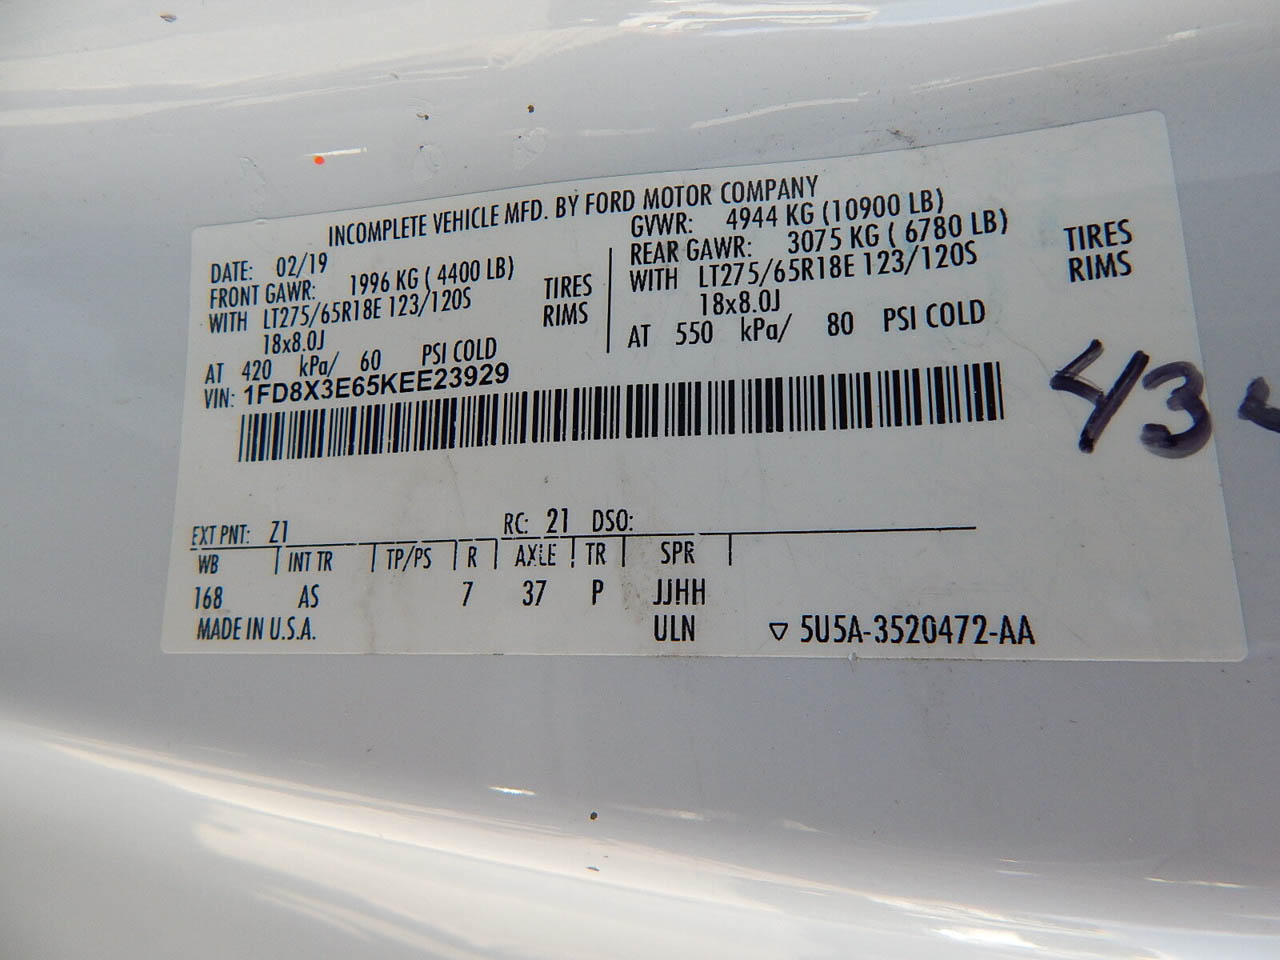 INCOMPLETE VEHICLE MFD. BY FORD MOTOR COMPANY
DATE: 02/19
FRONT GAWR: 1996 KG ( 4400 LB)
WITH LT275/65R18E 123/120S TIRES
18x8.0J RIMS
AT 420 kPa/ 60 PSI COLD
GVWR: 4944 KG (10900 LB)
REAR GAWR: 3075 KG ( 6780 LB)
WITH LT275/65R18E 123/120S TIRES
18x8.0J RIMS
AT 550 kPa/ 80 PSI COLD
VIN: 1FD8X3E65KEE23929
43
EXT PNT: Z1 RC: 21 DSO:
WB INT TR TP/PS R AXLE TR SPR
168 AS 7 37 P JJHH
MADE IN U.S.A. ULN ▽ 5U5A-3520472-AA